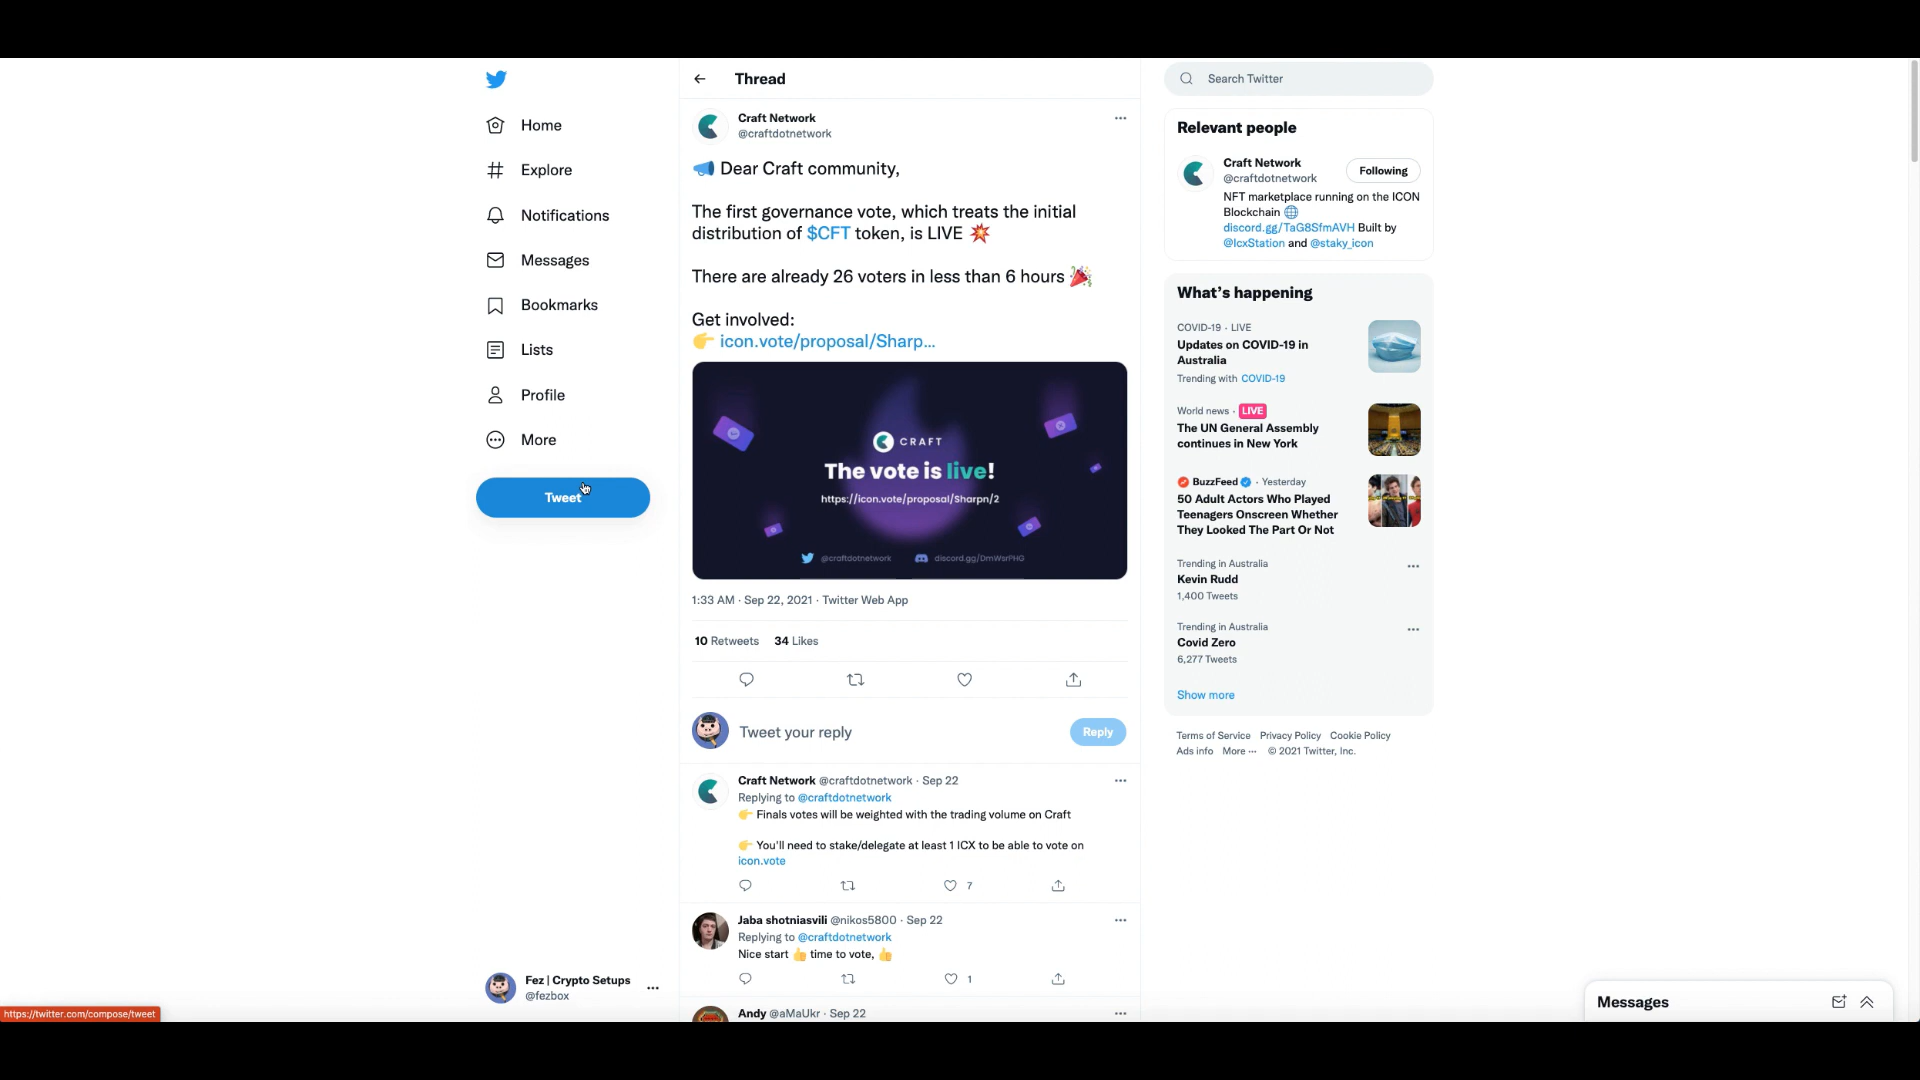 Home
Explore
Notifications
Messages
Bookmarks
Lists
Profile
More
Tweet
Fez | Crypto Setups
@fezbox
https://twitter.com/compose/tweet
Thread
Craft Network
@craftdotnetwork
Dear Craft community,
The first governance vote, which treats the initial
distribution of $CFT token, is LIVE
There are already 26 voters in less than 6 hours
Get involved:
icon.vote/proposal/Sharp...
CRAFT
The vote is live!
https://icon.vote/proposal/Sharpn/2
@craftdotnetwork discord.gg/DmWsrPHG
1:33 AM · Sep 22, 2021 · Twitter Web App
10 Retweets 34 Likes
Tweet your reply
Reply
Craft Network @craftdotnetwork · Sep 22
Replying to @craftdotnetwork
Finals votes will be weighted with the trading volume on Craft
You'll need to stake/delegate at least 1 ICX to be able to vote on
icon.vote
7
Jaba shotniasvili @nikos5800 · Sep 22
Replying to @craftdotnetwork
Nice start 👍 time to vote, 👍
1
Andy @aMaUkr · Sep 22
Search Twitter
Relevant people
Craft Network
@craftdotnetwork
Following
NFT marketplace running on the ICON
Blockchain
discord.gg/TaG8SfmAVH Built by
@IcxStation and @staky_icon
What's happening
COVID-19 · LIVE
Updates on COVID-19 in
Australia
Trending with COVID-19
World news · LIVE
The UN General Assembly
continues in New York
BuzzFeed · Yesterday
50 Adult Actors Who Played
Teenagers Onscreen Whether
They Looked The Part Or Not
Trending in Australia
Kevin Rudd
1,400 Tweets
Trending in Australia
Covid Zero
6,277 Tweets
Show more
Terms of Service Privacy Policy Cookie Policy
Ads info More ··· © 2021 Twitter, Inc.
Messages